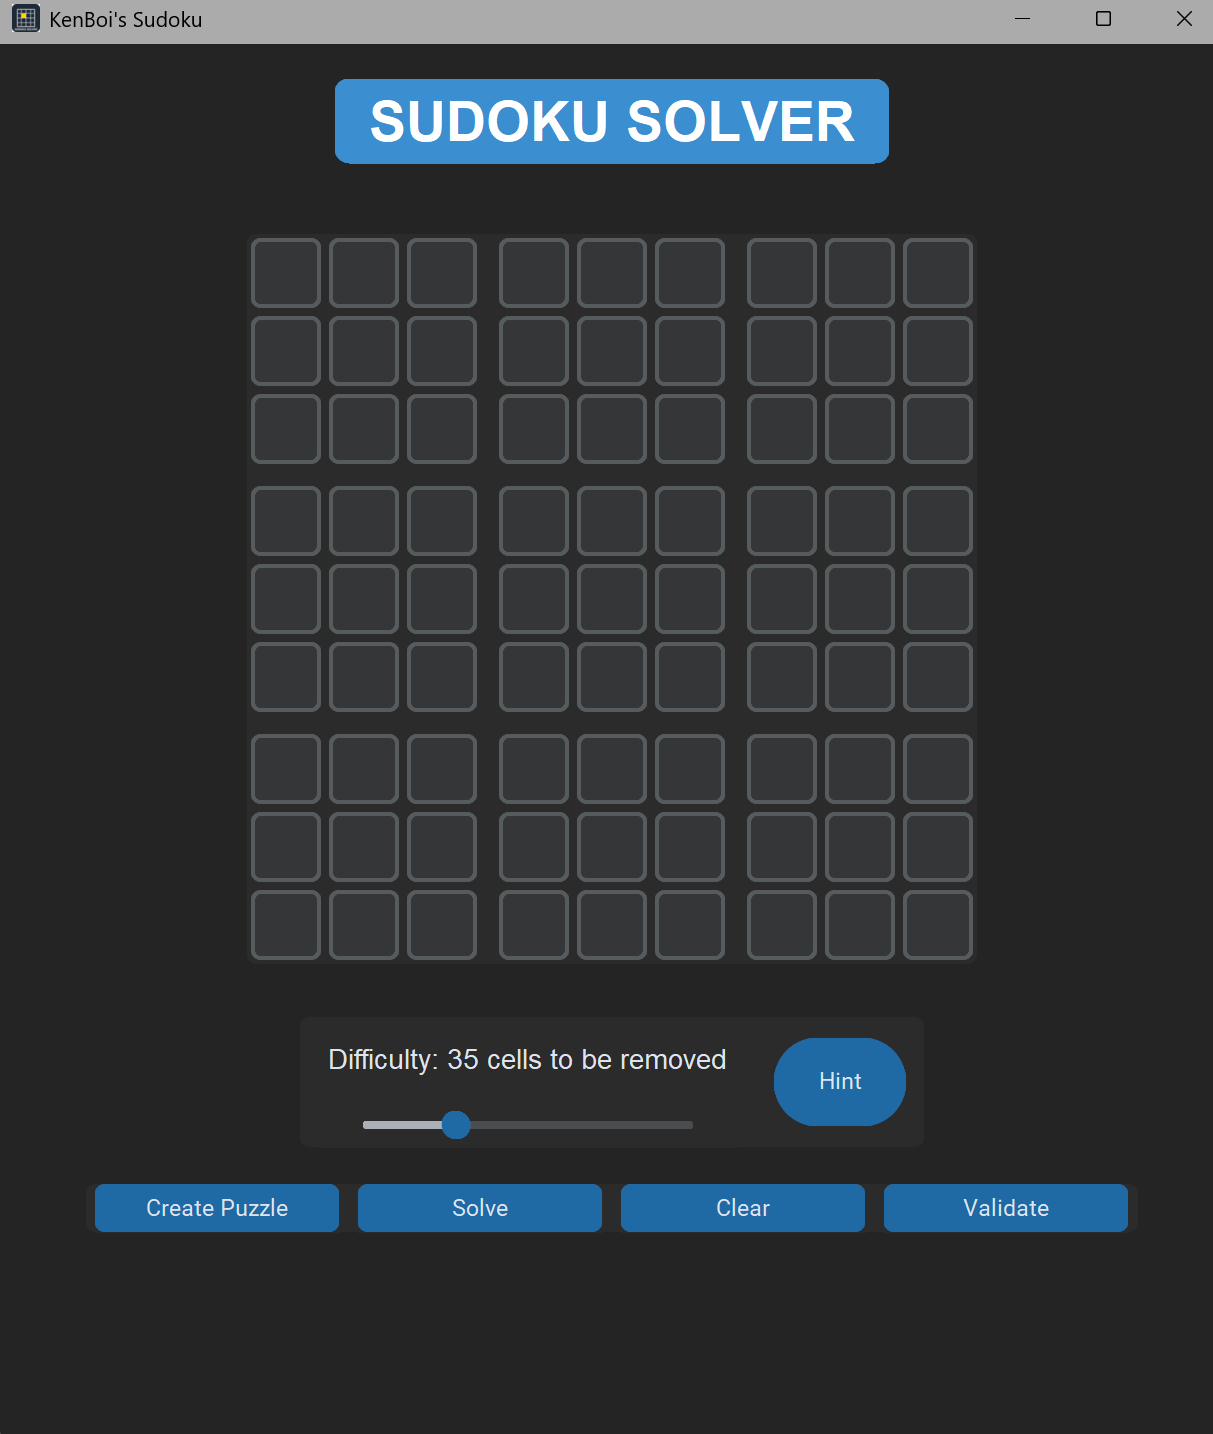 KenBoi's Sudoku
SUDOKU SOLVER
Difficulty: 35 cells to be removed
Hint
Create Puzzle
Solve
Clear
Validate